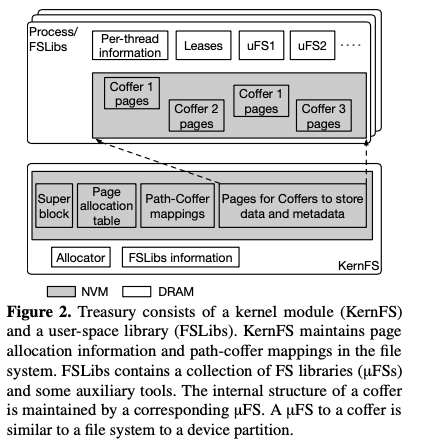 Process/
FSLibs
Per-thread
information
Leases
uFS1
uFS2
....
Coffer 1
pages
Coffer 2
pages
Coffer 1
pages
Coffer 3
pages
Super
block
Page
allocation
table
Path-Coffer
mappings
Pages for Coffers to store
data and metadata
Allocator
FSLibs information
KernFS
NVM
DRAM
Figure 2. Treasury consists of a kernel module (KernFS)
and a user-space library (FSLibs). KernFS maintains page
allocation information and path-coffer mappings in the file
system. FSLibs contains a collection of FS libraries (μFSs)
and some auxiliary tools. The internal structure of a coffer
is maintained by a corresponding μFS. A μFS to a coffer is
similar to a file system to a device partition.